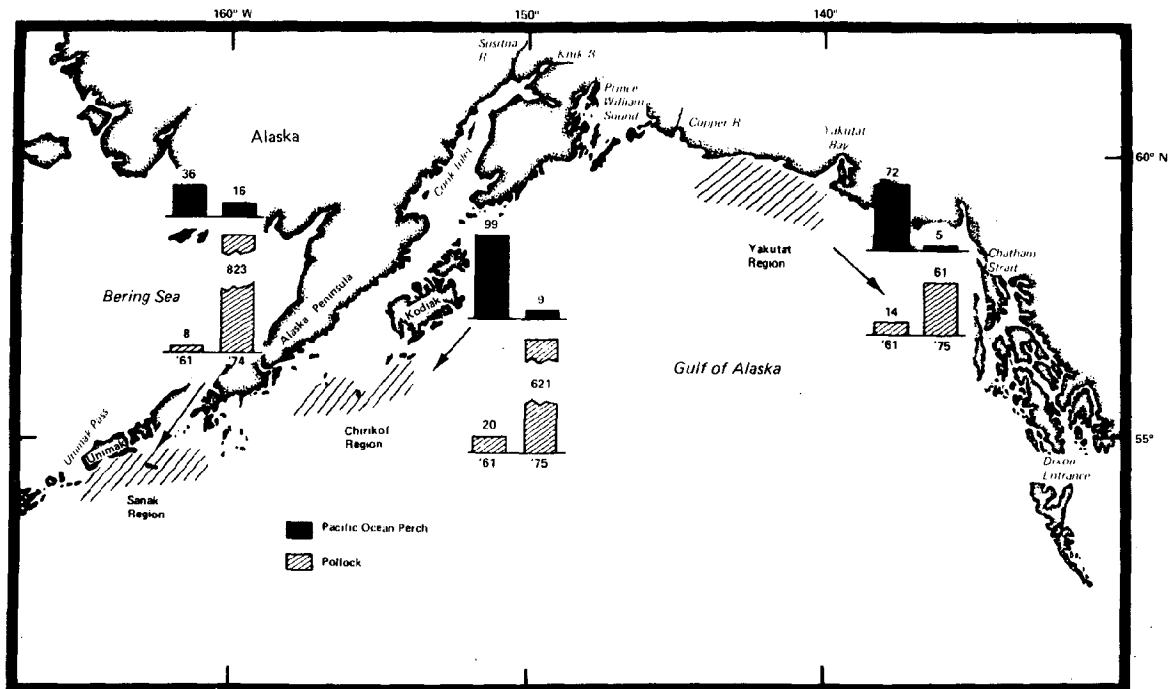 160° W
150°
140°
Susitna
R
Knik R
Prince
William
Sound
Copper R
Yakutat
Bay
60° N
Alaska
Cook Inlet
36
16
72
5
99
9
823
8
'61
'74
Bering Sea
Alaska Peninsula
Kodiak
Yakutat
Region
61
14
'61
'75
Chatham
Strait
Gulf of Alaska
621
20
'61
'75
Chirikof
Region
Unimak Pass
Unimak
Sanak
Region
55°
Dixon
Entrance
Pacific Ocean Perch
Pollock